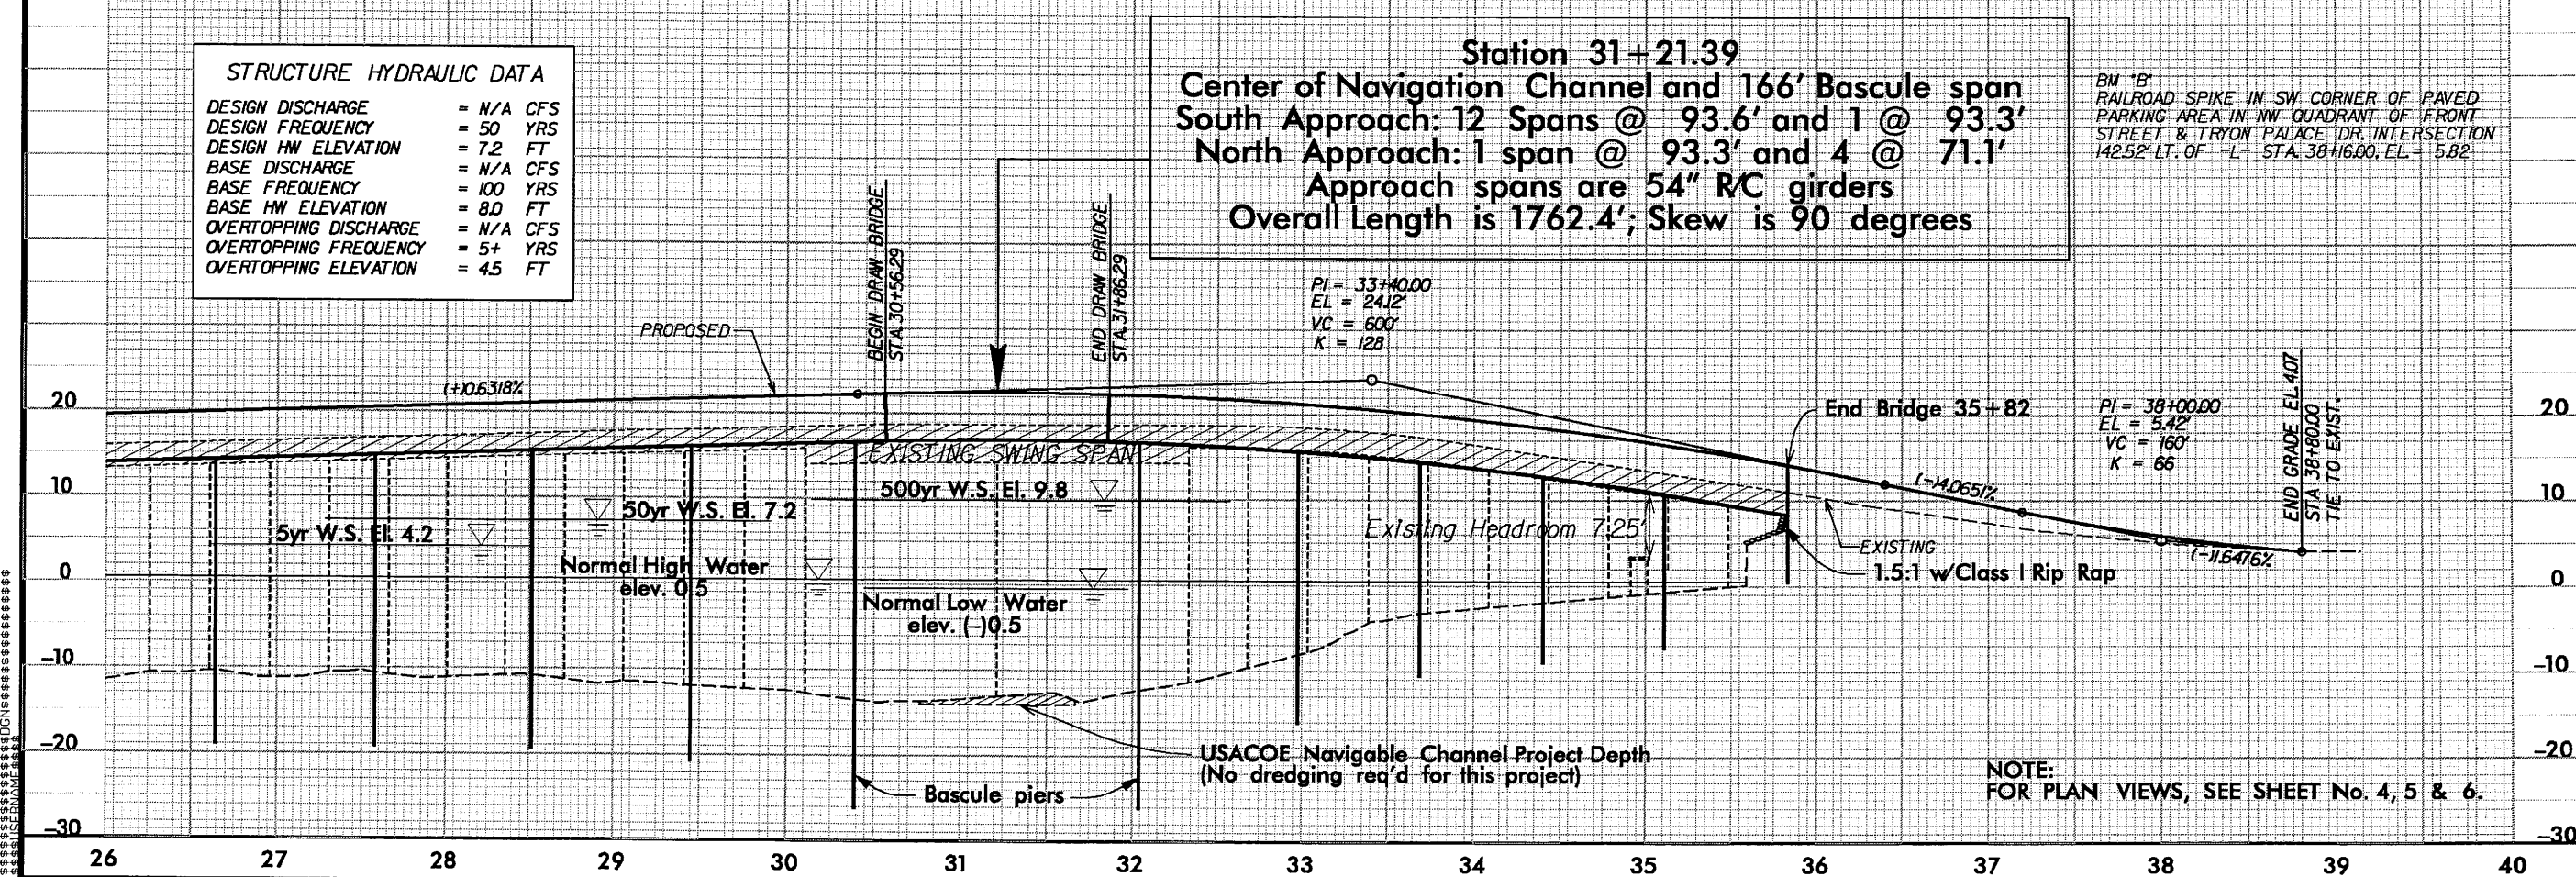 STRUCTURE HYDRAULIC DATA
DESIGN DISCHARGE = N/A CFS
DESIGN FREQUENCY = 50 YRS
DESIGN HW ELEVATION = 7.2 FT
BASE DISCHARGE = N/A CFS
BASE FREQUENCY = 100 YRS
BASE HW ELEVATION = 8.0 FT
OVERTOPPING DISCHARGE = N/A CFS
OVERTOPPING FREQUENCY = 5+ YRS
OVERTOPPING ELEVATION = 4.5 FT
Station 31+21.39
Center of Navigation Channel and 166' Bascule span
South Approach: 12 Spans @ 93.6' and 1 @ 93.3'
North Approach: 1 span @ 93.3' and 4 @ 71.1'
Approach spans are 54" R/C girders
Overall Length is 1762.4'; Skew is 90 degrees
BM "B"
RAILROAD SPIKE IN SW CORNER OF PAVED
PARKING AREA IN NW QUADRANT OF FRONT
STREET & TRYON PALACE DR. INTERSECTION
142.52' LT. OF -L- STA. 38+16.00, EL. = 5.82
BEGIN DRAW BRIDGE
STA. 30+56.29
END DRAW BRIDGE
STA. 31+86.29
PI = 33+40.00
EL = 24.12'
VC = 600'
K = 128
PROPOSED
(+)0.6318%
End Bridge 35+82
PI = 38+00.00
EL = 5.42'
VC = 160'
K = 66
END GRADE EL. 4.07
STA 38+80.00
TIE TO EXIST.
(-)4.0651%
(-)1.6476%
EXISTING SWING SPAN
500yr W.S. El. 9.8
50yr W.S. El. 7.2
5yr W.S. El. 4.2
Existing Headroom 7.25'
EXISTING
1.5:1 w/Class I Rip Rap
Normal High Water
elev. 0.5
Normal Low Water
elev. (-)0.5
USACOE Navigable Channel Project Depth
(No dredging req'd for this project)
Bascule piers
NOTE:
FOR PLAN VIEWS, SEE SHEET No. 4, 5 & 6.
20
10
0
-10
-20
-30
20
10
0
-10
-20
-30
26 27 28 29 30 31 32 33 34 35 36 37 38 39 40